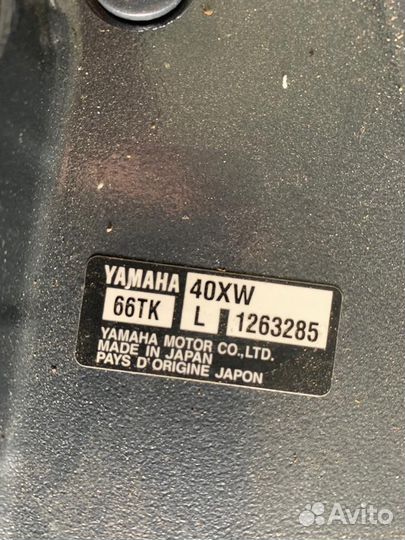 YAMAHA 40XW
66TK L 1263285
YAMAHA MOTOR CO.,LTD.
MADE IN JAPAN
PAYS D'ORIGINE JAPON
Avito